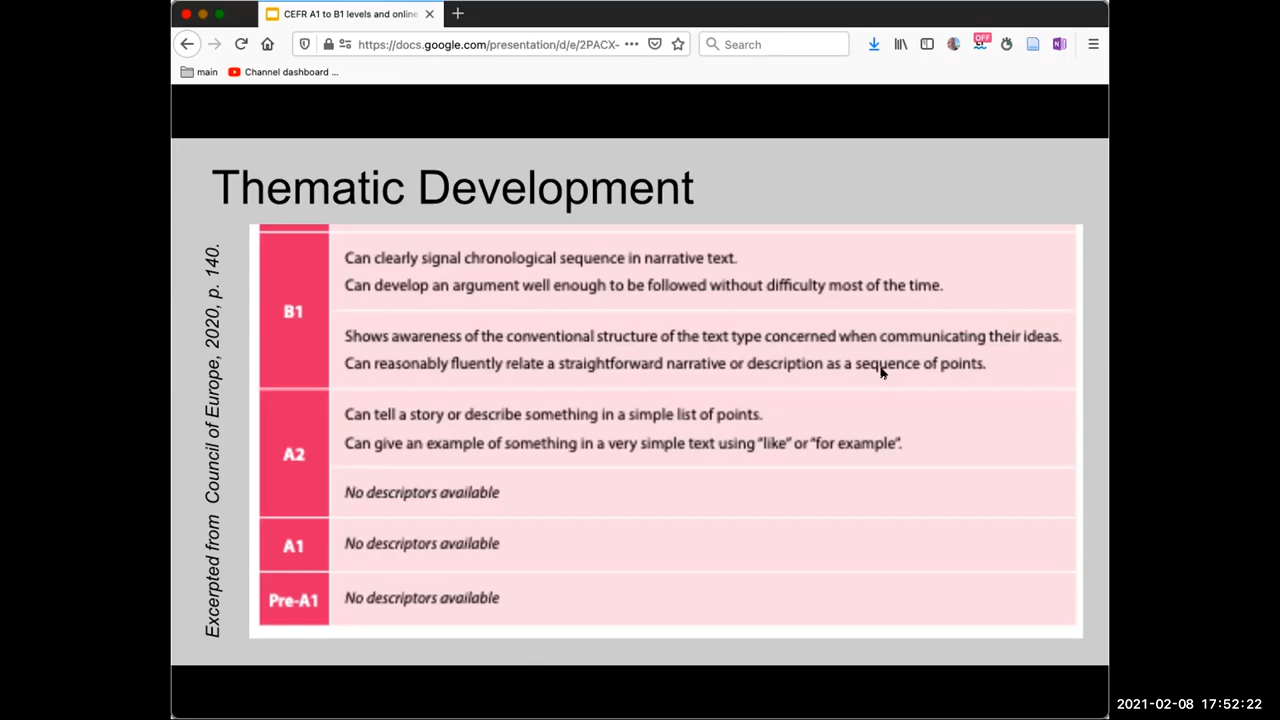 CEFR A1 to B1 levels and online
https://docs.google.com/presentation/d/e/2PACX-
Search
OFF
main
Channel dashboard ...
Thematic Development
Excerpted from Council of Europe, 2020, p. 140.
B1
Can clearly signal chronological sequence in narrative text.
Can develop an argument well enough to be followed without difficulty most of the time.
Shows awareness of the conventional structure of the text type concerned when communicating their ideas.
Can reasonably fluently relate a straightforward narrative or description as a sequence of points.
A2
Can tell a story or describe something in a simple list of points.
Can give an example of something in a very simple text using “like” or “for example”.
No descriptors available
A1
No descriptors available
Pre-A1
No descriptors available
2021-02-08 17:52:22